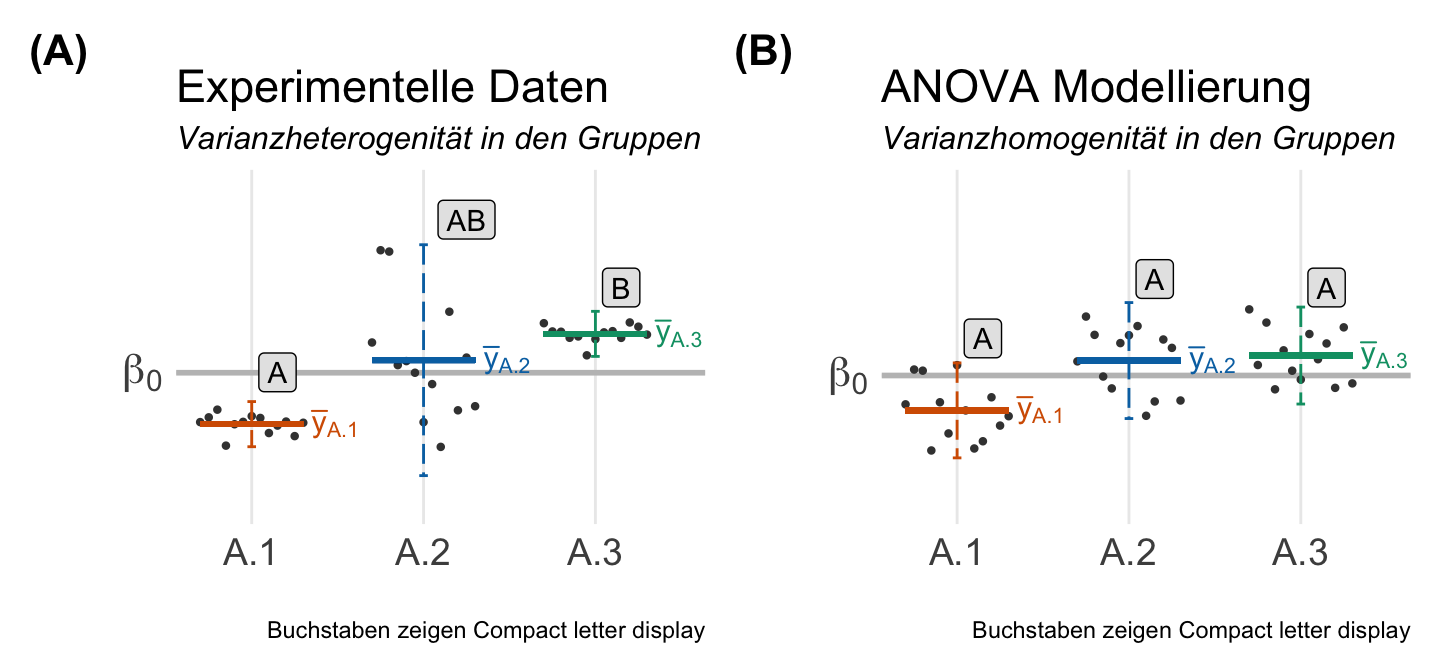 (A)
Experimentelle Daten
Varianzheterogenität in den Gruppen
AB
B
A
β0
ȳA.1
ȳA.2
ȳA.3
A.1 A.2 A.3
Buchstaben zeigen Compact letter display
(B)
ANOVA Modellierung
Varianzhomogenität in den Gruppen
A
A
A
β0
ȳA.1
ȳA.2
ȳA.3
A.1 A.2 A.3
Buchstaben zeigen Compact letter display